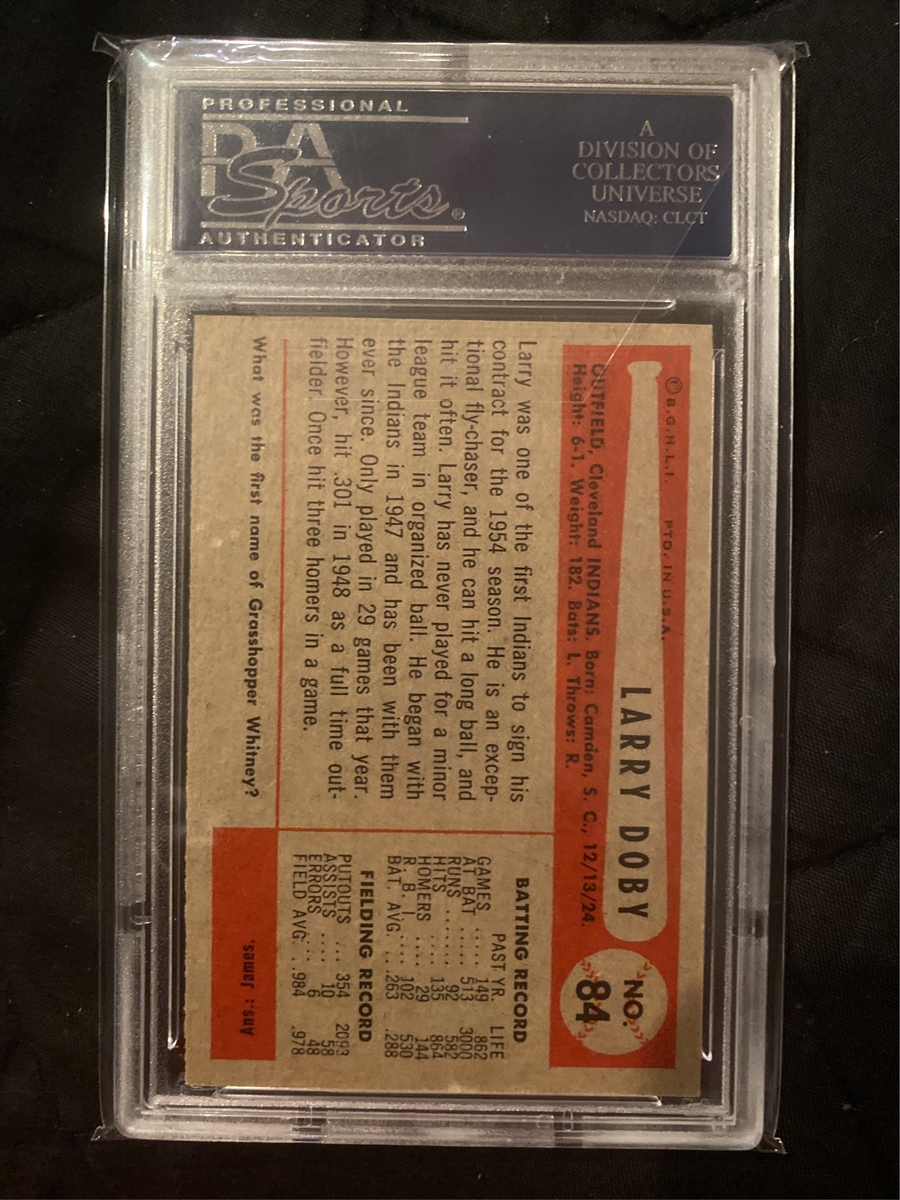 PROFESSIONAL
PSA
Sports®
AUTHENTICATOR
A
DIVISION OF
COLLECTORS
UNIVERSE
NASDAQ: CLCT
Ⓣ B.G.H.L.I. PTD. IN U.S.A.
LARRY DOBY
NO.
84
OUTFIELD, Cleveland INDIANS. Born: Camden, S. C., 12/13/24.
Height: 6-1. Weight: 182. Bats: L. Throws: R.
Larry was one of the first Indians to sign his
contract for the 1954 season. He is an excep-
tional fly-chaser, and he can hit a long ball, and
hit it often. Larry has never played for a minor
league team in organized ball. He began with
the Indians in 1947 and has been with them
ever since. Only played in 29 games that year.
However, hit .301 in 1948 as a full time out-
fielder. Once hit three homers in a game.
BATTING RECORD
PAST YR. LIFE
GAMES .... 149 862
AT BAT .... 513 3000
RUNS ..... 92 582
HITS ..... 135 864
HOMERS ... 29 144
R. B. I. .... 102 530
BAT. AVG. .. .263 .288
FIELDING RECORD
PUTOUTS ... 354 2093
ASSISTS ... 10 58
ERRORS ... 6 48
FIELD AVG. .984 .978
What was the first name of Grasshopper Whitney?
Ans.: James.